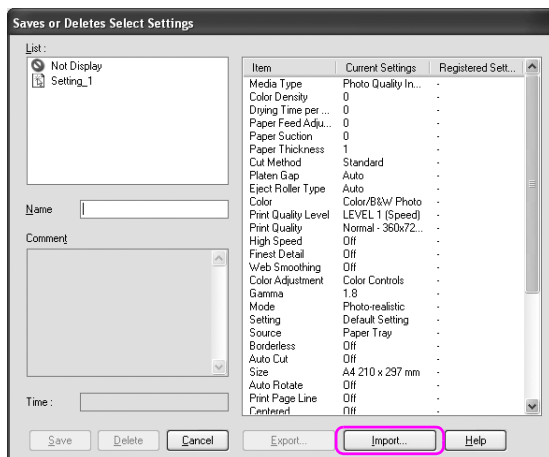 Saves or Deletes Select Settings
List :
Not Display
Setting_1
Name
Comment
Time :
Item Current Settings Registered Sett...
Media Type Photo Quality In... -
Color Density 0 -
Drying Time per ... 0 -
Paper Feed Adju... 0 -
Paper Suction 0 -
Paper Thickness 1 -
Cut Method Standard -
Platen Gap Auto -
Eject Roller Type Auto -
Color Color/B&W Photo -
Print Quality Level LEVEL 1 (Speed) -
Print Quality Normal - 360x72... -
High Speed Off -
Finest Detail Off -
Web Smoothing Off -
Color Adjustment Color Controls -
Gamma 1.8 -
Mode Photo-realistic -
Setting Default Setting -
Source Paper Tray -
Borderless Off -
Auto Cut Off -
Size A4 210 x 297 mm -
Auto Rotate Off -
Print Page Line Off -
Centered Off -
Save Delete Cancel Export... Import... Help